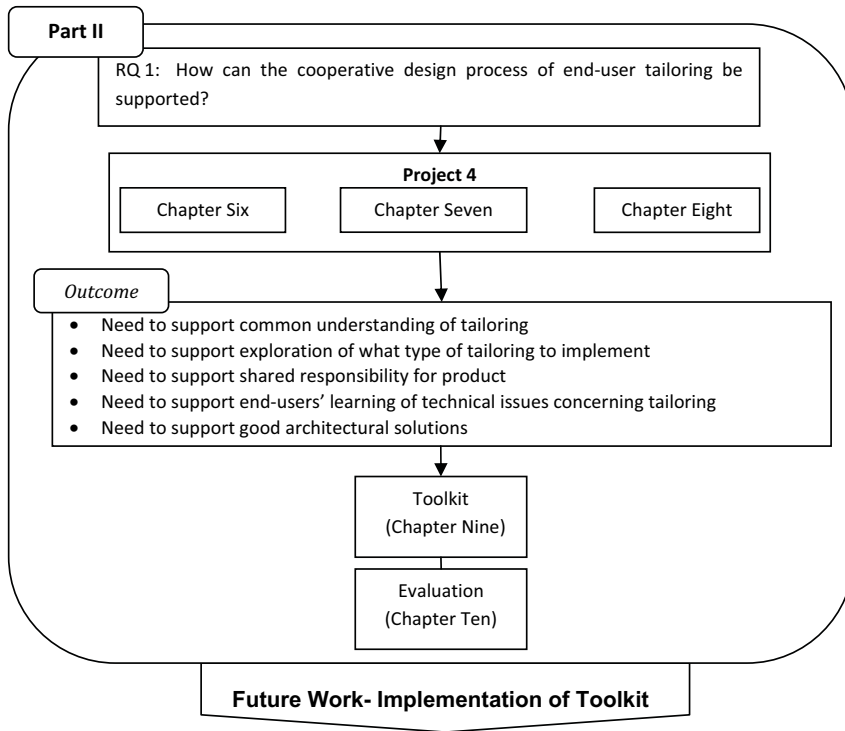 Part II
RQ 1: How can the cooperative design process of end-user tailoring be
supported?
Project 4
Chapter Six
Chapter Seven
Chapter Eight
Outcome
• Need to support common understanding of tailoring
• Need to support exploration of what type of tailoring to implement
• Need to support shared responsibility for product
• Need to support end-users’ learning of technical issues concerning tailoring
• Need to support good architectural solutions
Toolkit
(Chapter Nine)
Evaluation
(Chapter Ten)
Future Work- Implementation of Toolkit